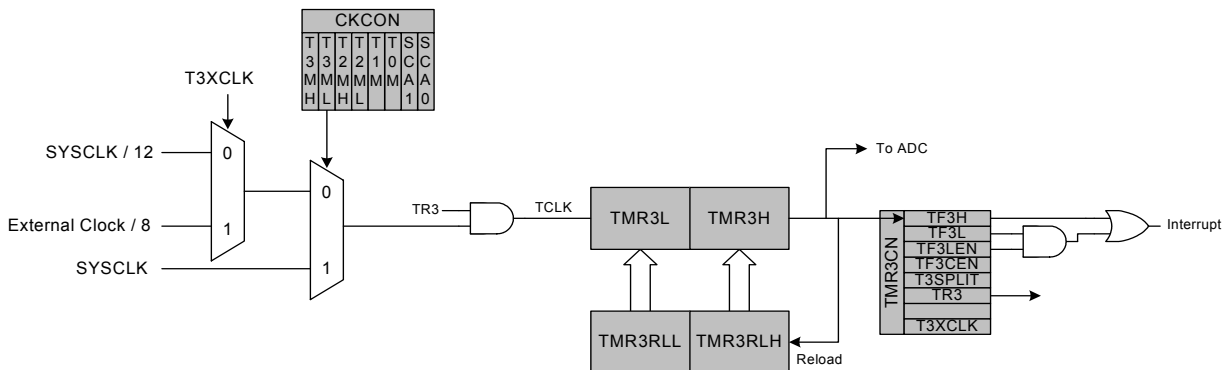 CKCON
T3MH
T3ML
T2MH
T2ML
T1M
T0M
SCA1
SCA0
T3XCLK
SYSCLK / 12
0
External Clock / 8
1
SYSCLK
0
1
TR3
TCLK
TMR3L
TMR3H
To ADC
TMR3RLL
TMR3RLH
Reload
TMR3CN
TF3H
TF3L
TF3LEN
TF3CEN
T3SPLIT
TR3
T3XCLK
Interrupt